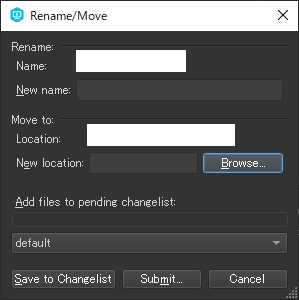 Rename/Move
Rename:
Name:
New name:
Move to:
Location:
New location:
Browse...
Add files to pending changelist:
default
Save to Changelist
Submit...
Cancel